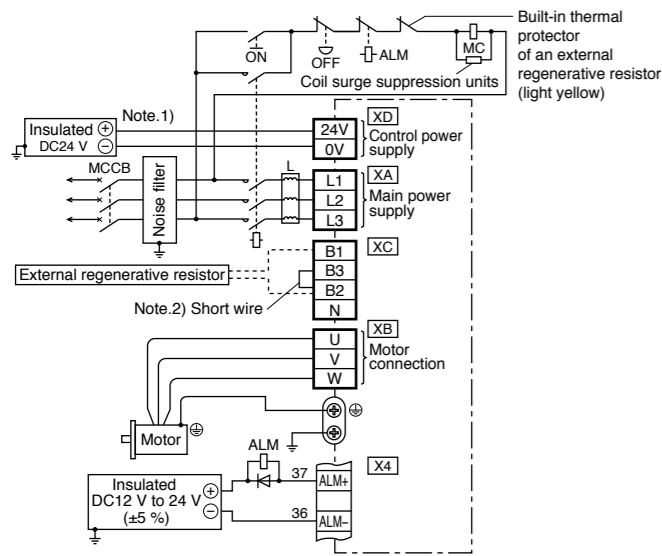 Built-in thermal
protector
of an external
regenerative resistor
(light yellow)
ON
OFF
ALM
MC
Coil surge suppression units
Note.1)
Insulated
DC24 V
+
−
XD
24V
0V
Control power
supply
MCCB
Noise filter
L
XA
L1
L2
L3
Main power
supply
XC
B1
B3
B2
N
External regenerative resistor
Note.2) Short wire
XB
U
V
W
Motor
connection
Motor
ALM
X4
Insulated
DC12 V to 24 V
(±5 %)
+
−
37
ALM+
36
ALM−